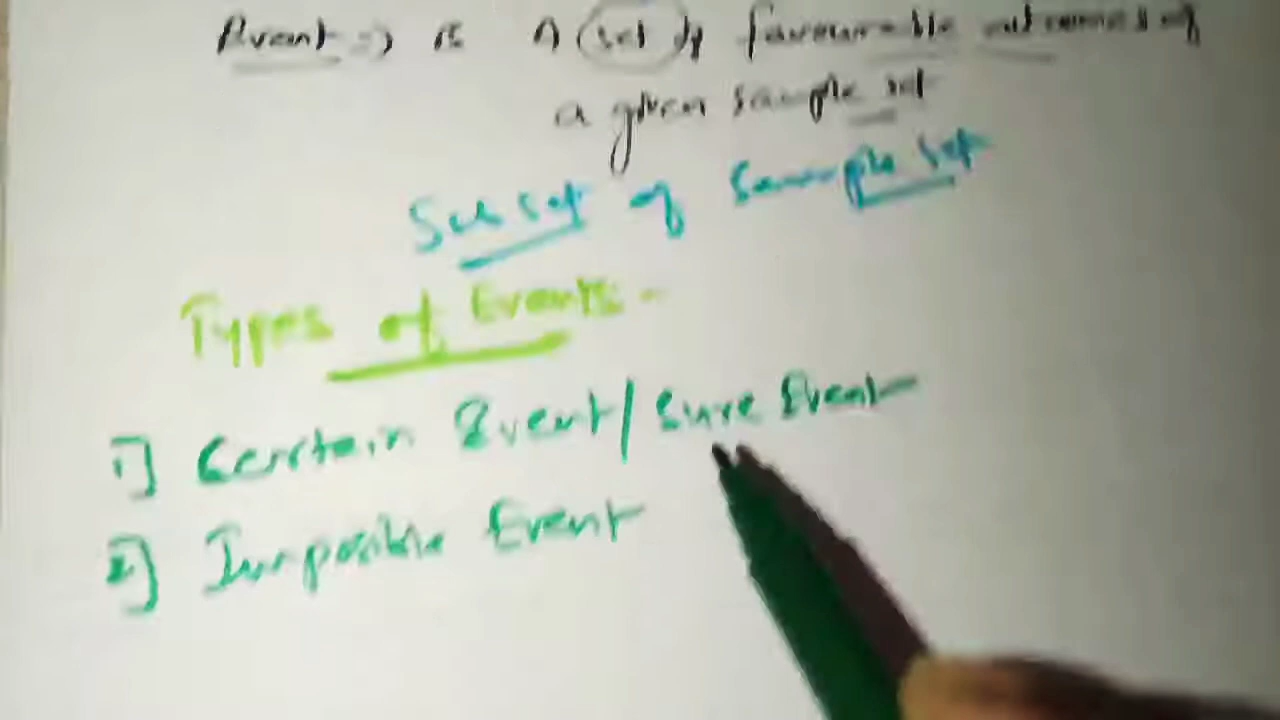 Event => is A set of favourable outcomes of
a given sample set
Subset of Sample set
Types of Events -
1] Certain Event/Sure Event
2] Imposible Event